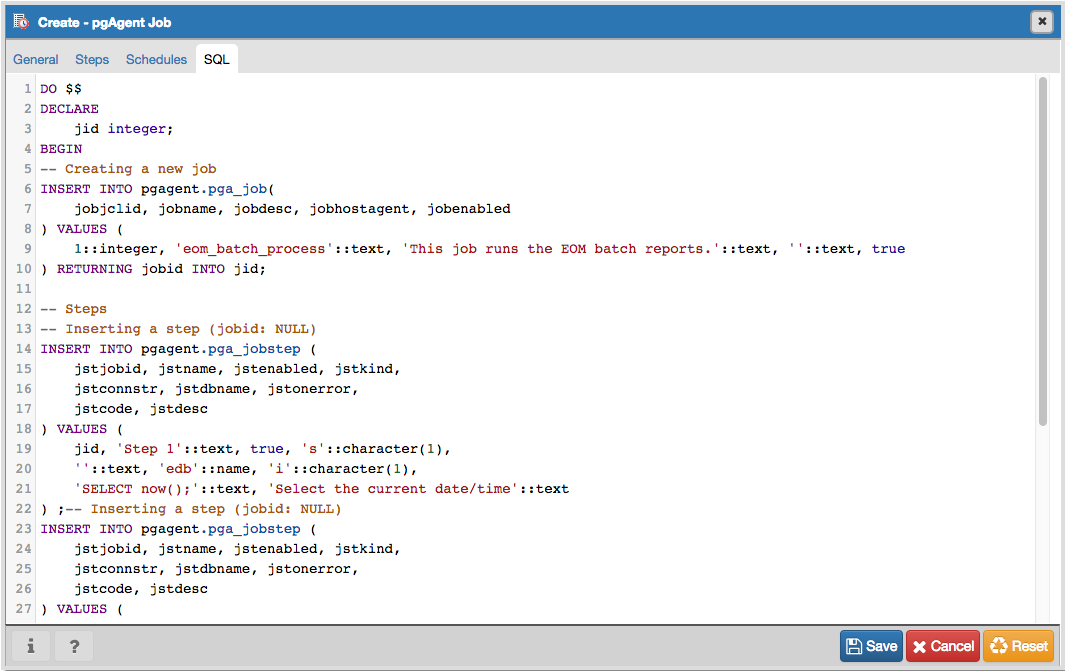 Create - pgAgent Job
General Steps Schedules SQL
1 DO $$
2 DECLARE
3     jid integer;
4 BEGIN
5 -- Creating a new job
6 INSERT INTO pgagent.pga_job(
7     jobjclid, jobname, jobdesc, jobhostagent, jobenabled
8 ) VALUES (
9     1::integer, 'eom_batch_process'::text, 'This job runs the EOM batch reports.'::text, ''::text, true
10 ) RETURNING jobid INTO jid;
11
12 -- Steps
13 -- Inserting a step (jobid: NULL)
14 INSERT INTO pgagent.pga_jobstep (
15     jstjobid, jstname, jstenabled, jstkind,
16     jstconnstr, jstdbname, jstonerror,
17     jstcode, jstdesc
18 ) VALUES (
19     jid, 'Step 1'::text, true, 's'::character(1),
20     ''::text, 'edb'::name, 'i'::character(1),
21     'SELECT now();'::text, 'Select the current date/time'::text
22 ) ;-- Inserting a step (jobid: NULL)
23 INSERT INTO pgagent.pga_jobstep (
24     jstjobid, jstname, jstenabled, jstkind,
25     jstconnstr, jstdbname, jstonerror,
26     jstcode, jstdesc
27 ) VALUES (
i ? Save Cancel Reset